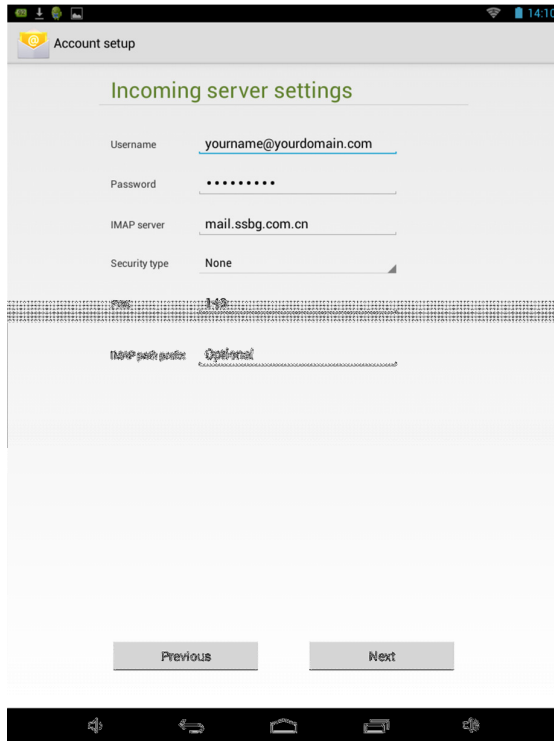 92
14:10
Account setup
Incoming server settings
Username yourname@yourdomain.com
Password •••••••••
IMAP server mail.ssbg.com.cn
Security type None
Port 143
IMAP path prefix Optional
Previous Next